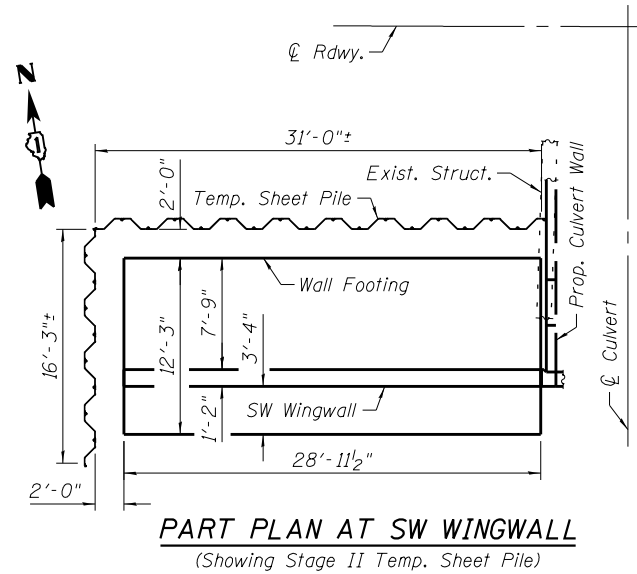 ℄ Rdwy.
N
1
31'-0"±
2'-0"
Exist. Struct.
Temp. Sheet Pile
Prop. Culvert Wall
Wall Footing
16'-3"±
12'-3"
7'-9"
3'-4"
℄ Culvert
1'-2"
SW Wingwall
28'-11½"
2'-0"
PART PLAN AT SW WINGWALL
(Showing Stage II Temp. Sheet Pile)